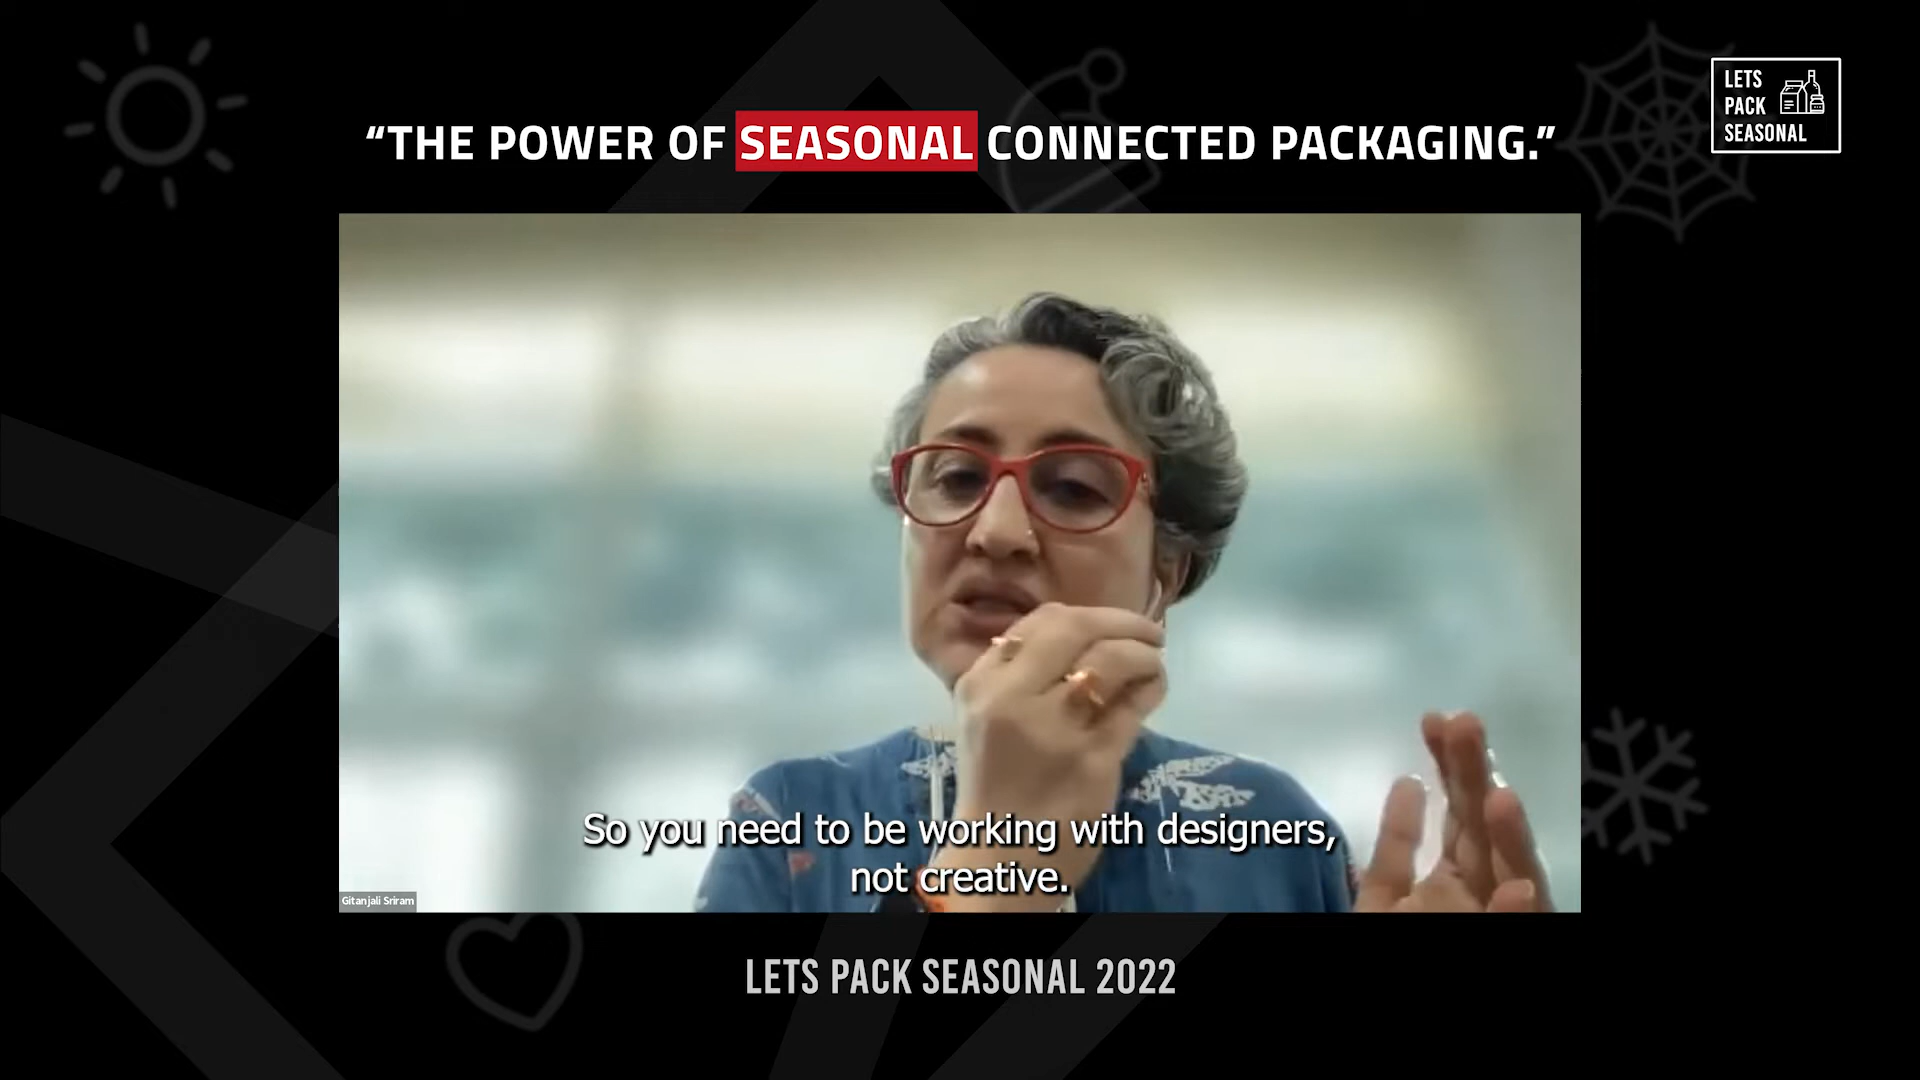 LETS
PACK
SEASONAL
“THE POWER OF SEASONAL CONNECTED PACKAGING.”
So you need to be working with designers,
not creative.
Gitanjali Sriram
LETS PACK SEASONAL 2022